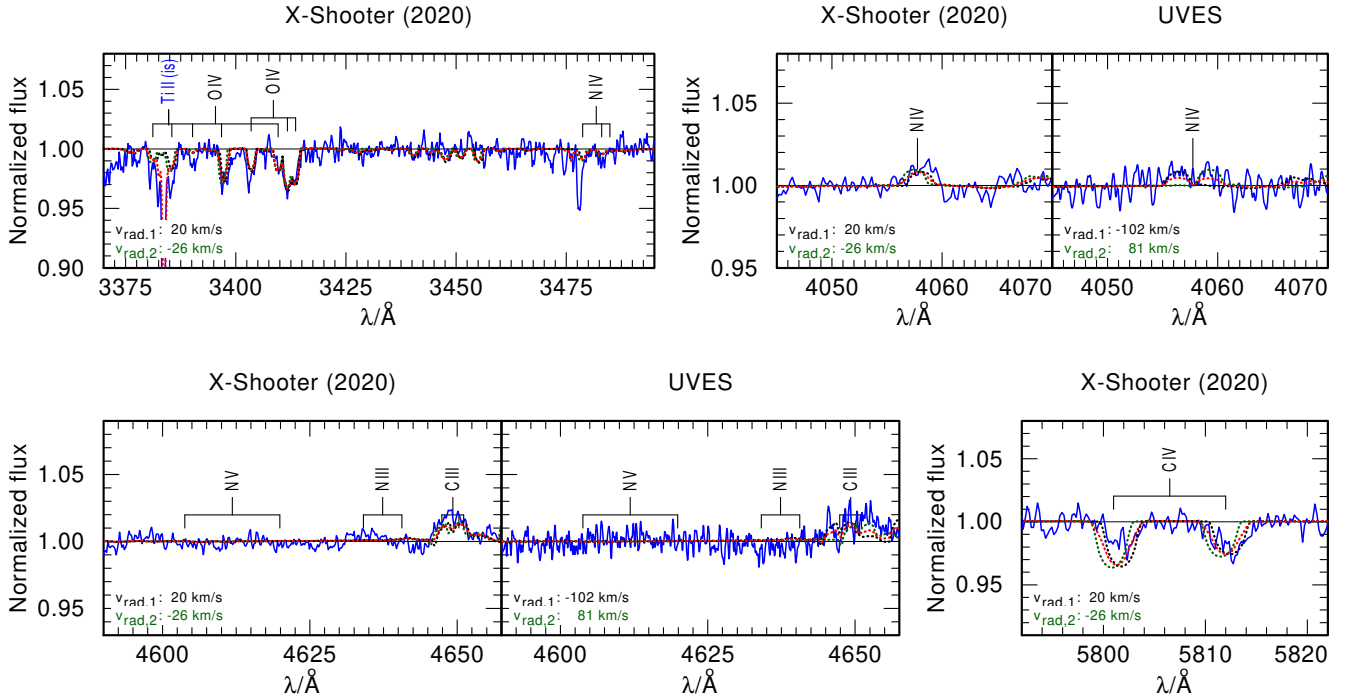 X-Shooter (2020)
X-Shooter (2020) UVES
Normalized flux
1.05
1.00
0.95
0.90
Ti II (is)
O IV
O IV
N IV
v rad,1: 20 km/s
v rad,2: -26 km/s
3375 3400 3425 3450 3475
λ/Å
Normalized flux
1.05
1.00
0.95
N IV
N IV
v rad,1: 20 km/s
v rad,2: -26 km/s
v rad,1: -102 km/s
v rad,2: 81 km/s
4050 4060 4070 4050 4060 4070
λ/Å λ/Å
X-Shooter (2020) UVES
X-Shooter (2020)
Normalized flux
1.05
1.00
0.95
N V
N III
C III
N V
N III
C III
v rad,1: 20 km/s
v rad,2: -26 km/s
v rad,1: -102 km/s
v rad,2: 81 km/s
4600 4625 4650 4600 4625 4650
λ/Å λ/Å
Normalized flux
1.05
1.00
0.95
C IV
v rad,1: 20 km/s
v rad,2: -26 km/s
5800 5810 5820
λ/Å